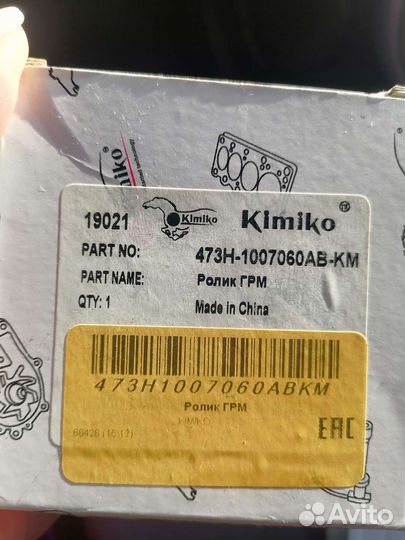 19021
Kimiko
Kimiko ®
PART NO: 473H-1007060AB-KM
PART NAME: Ролик ГРМ
QTY: 1 Made in China
473H1007060ABKM
Ролик ГРМ
KIMIKO
EAC
Avito